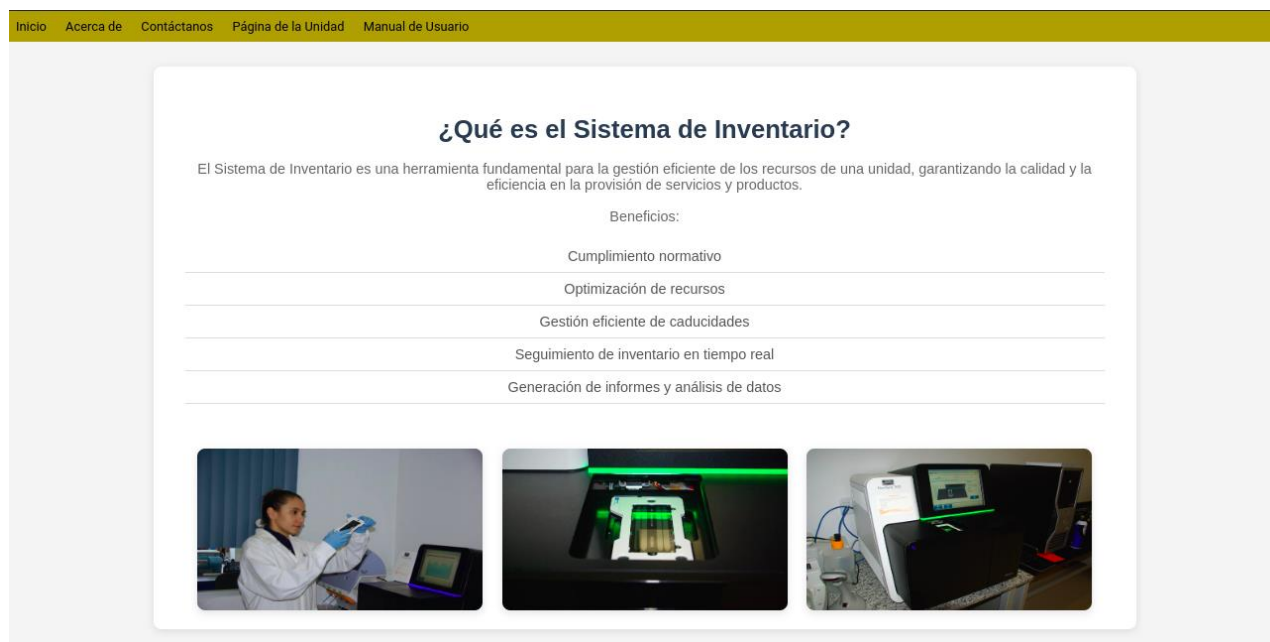 Inicio Acerca de Contáctanos Página de la Unidad Manual de Usuario
¿Qué es el Sistema de Inventario?
El Sistema de Inventario es una herramienta fundamental para la gestión eficiente de los recursos de una unidad, garantizando la calidad y la
eficiencia en la provisión de servicios y productos.
Beneficios:
Cumplimiento normativo
Optimización de recursos
Gestión eficiente de caducidades
Seguimiento de inventario en tiempo real
Generación de informes y análisis de datos